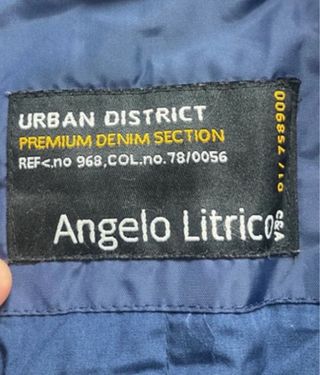 URBAN DISTRICT
PREMIUM DENIM SECTION
REF<.no 968,COL.no.78/0056
Angelo Litrico
C&A